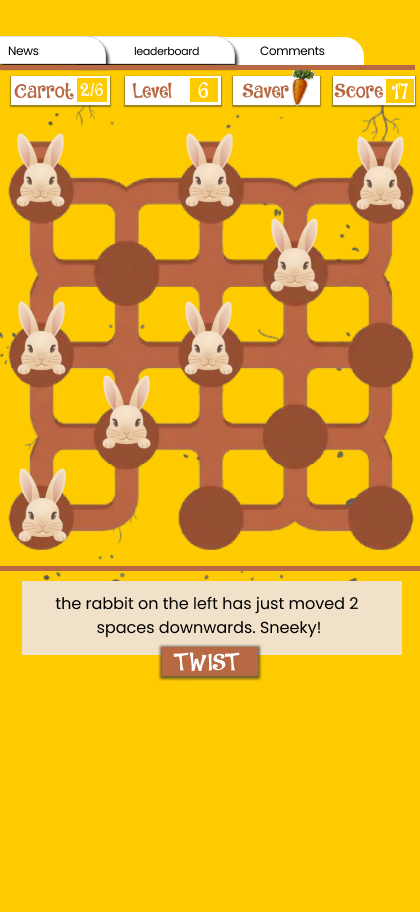 News leaderboard Comments
Carrot 2/6 Level 6 Saver Score 17
the rabbit on the left has just moved 2
spaces downwards. Sneeky!
TWIST